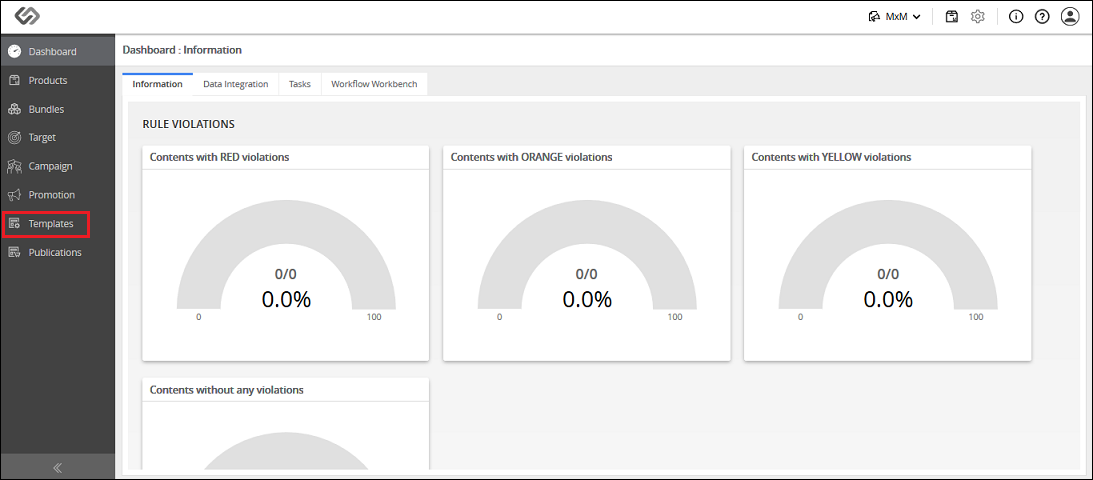 MxM
Dashboard
Products
Bundles
Target
Campaign
Promotion
Templates
Publications
Dashboard : Information
Information
Data Integration
Tasks
Workflow Workbench
RULE VIOLATIONS
Contents with RED violations
0/0
0.0%
0
100
Contents with ORANGE violations
0/0
0.0%
0
100
Contents with YELLOW violations
0/0
0.0%
0
100
Contents without any violations